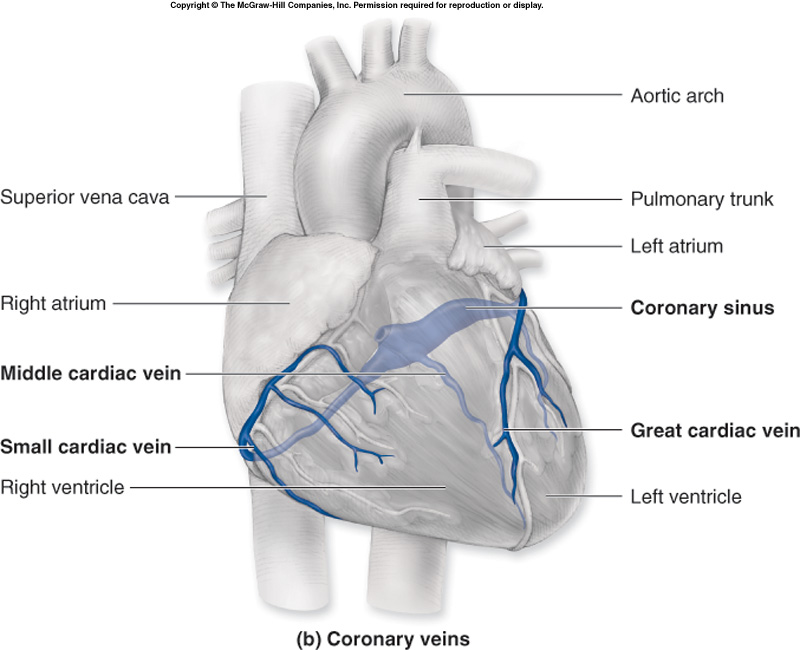 Copyright © The McGraw-Hill Companies, Inc. Permission required for reproduction or display.
Aortic arch
Superior vena cava
Pulmonary trunk
Left atrium
Right atrium
Coronary sinus
Middle cardiac vein
Great cardiac vein
Small cardiac vein
Right ventricle
Left ventricle
(b) Coronary veins